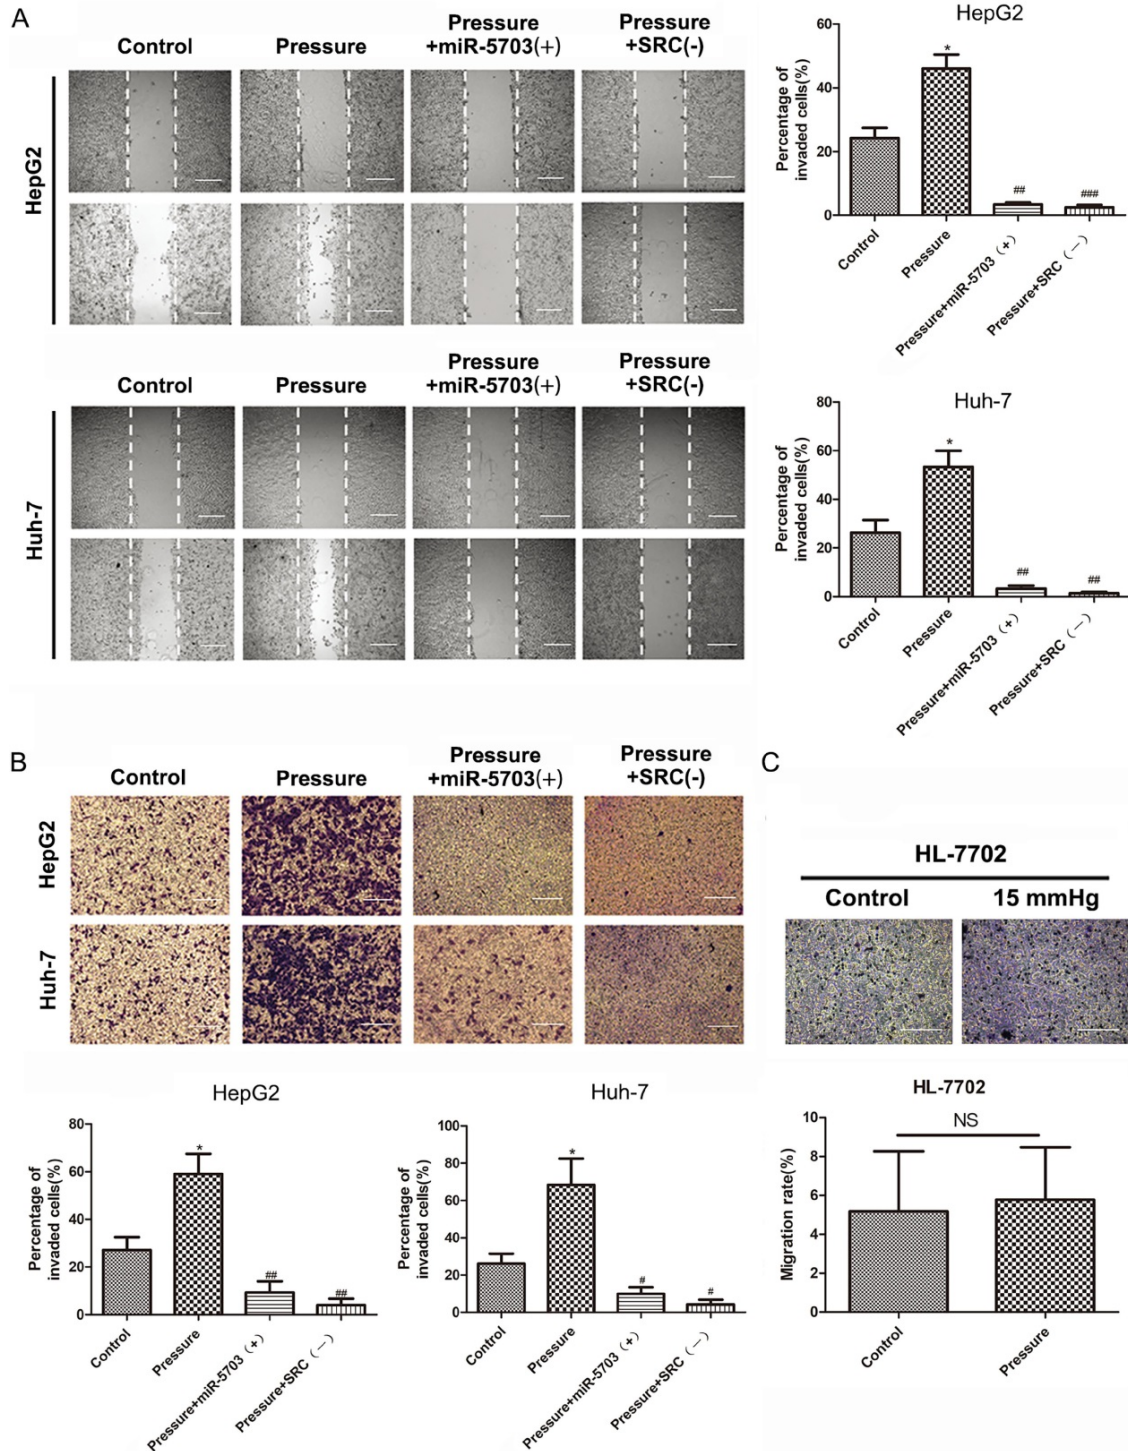 A
Control
Pressure
Pressure
+miR-5703(+)
Pressure
+SRC(-)
HepG2
HepG2
Percentage of
invaded cells(%)
60
40
20
0
*
##
###
Control
Pressure
Pressure+miR-5703 (+)
Pressure+SRC (—)
Control
Pressure
Pressure
+miR-5703(+)
Pressure
+SRC(-)
Huh-7
Huh-7
Percentage of
invaded cells(%)
80
60
40
20
0
*
##
##
Control
Pressure
Pressure+miR-5703 (+)
Pressure+SRC (—)
B
Control
Pressure
Pressure
+miR-5703(+)
Pressure
+SRC(-)
HepG2
Huh-7
C
HL-7702
Control
15 mmHg
HepG2
Percentage of
invaded cells(%)
80
60
40
20
0
*
##
##
Control
Pressure
Pressure+miR-5703 (+)
Pressure+SRC (—)
Huh-7
Percentage of
invaded cells(%)
100
80
60
40
20
0
*
#
#
Control
Pressure
Pressure+miR-5703 (+)
Pressure+SRC (—)
HL-7702
NS
Migration rate(%)
10
8
6
4
2
0
Control
Pressure